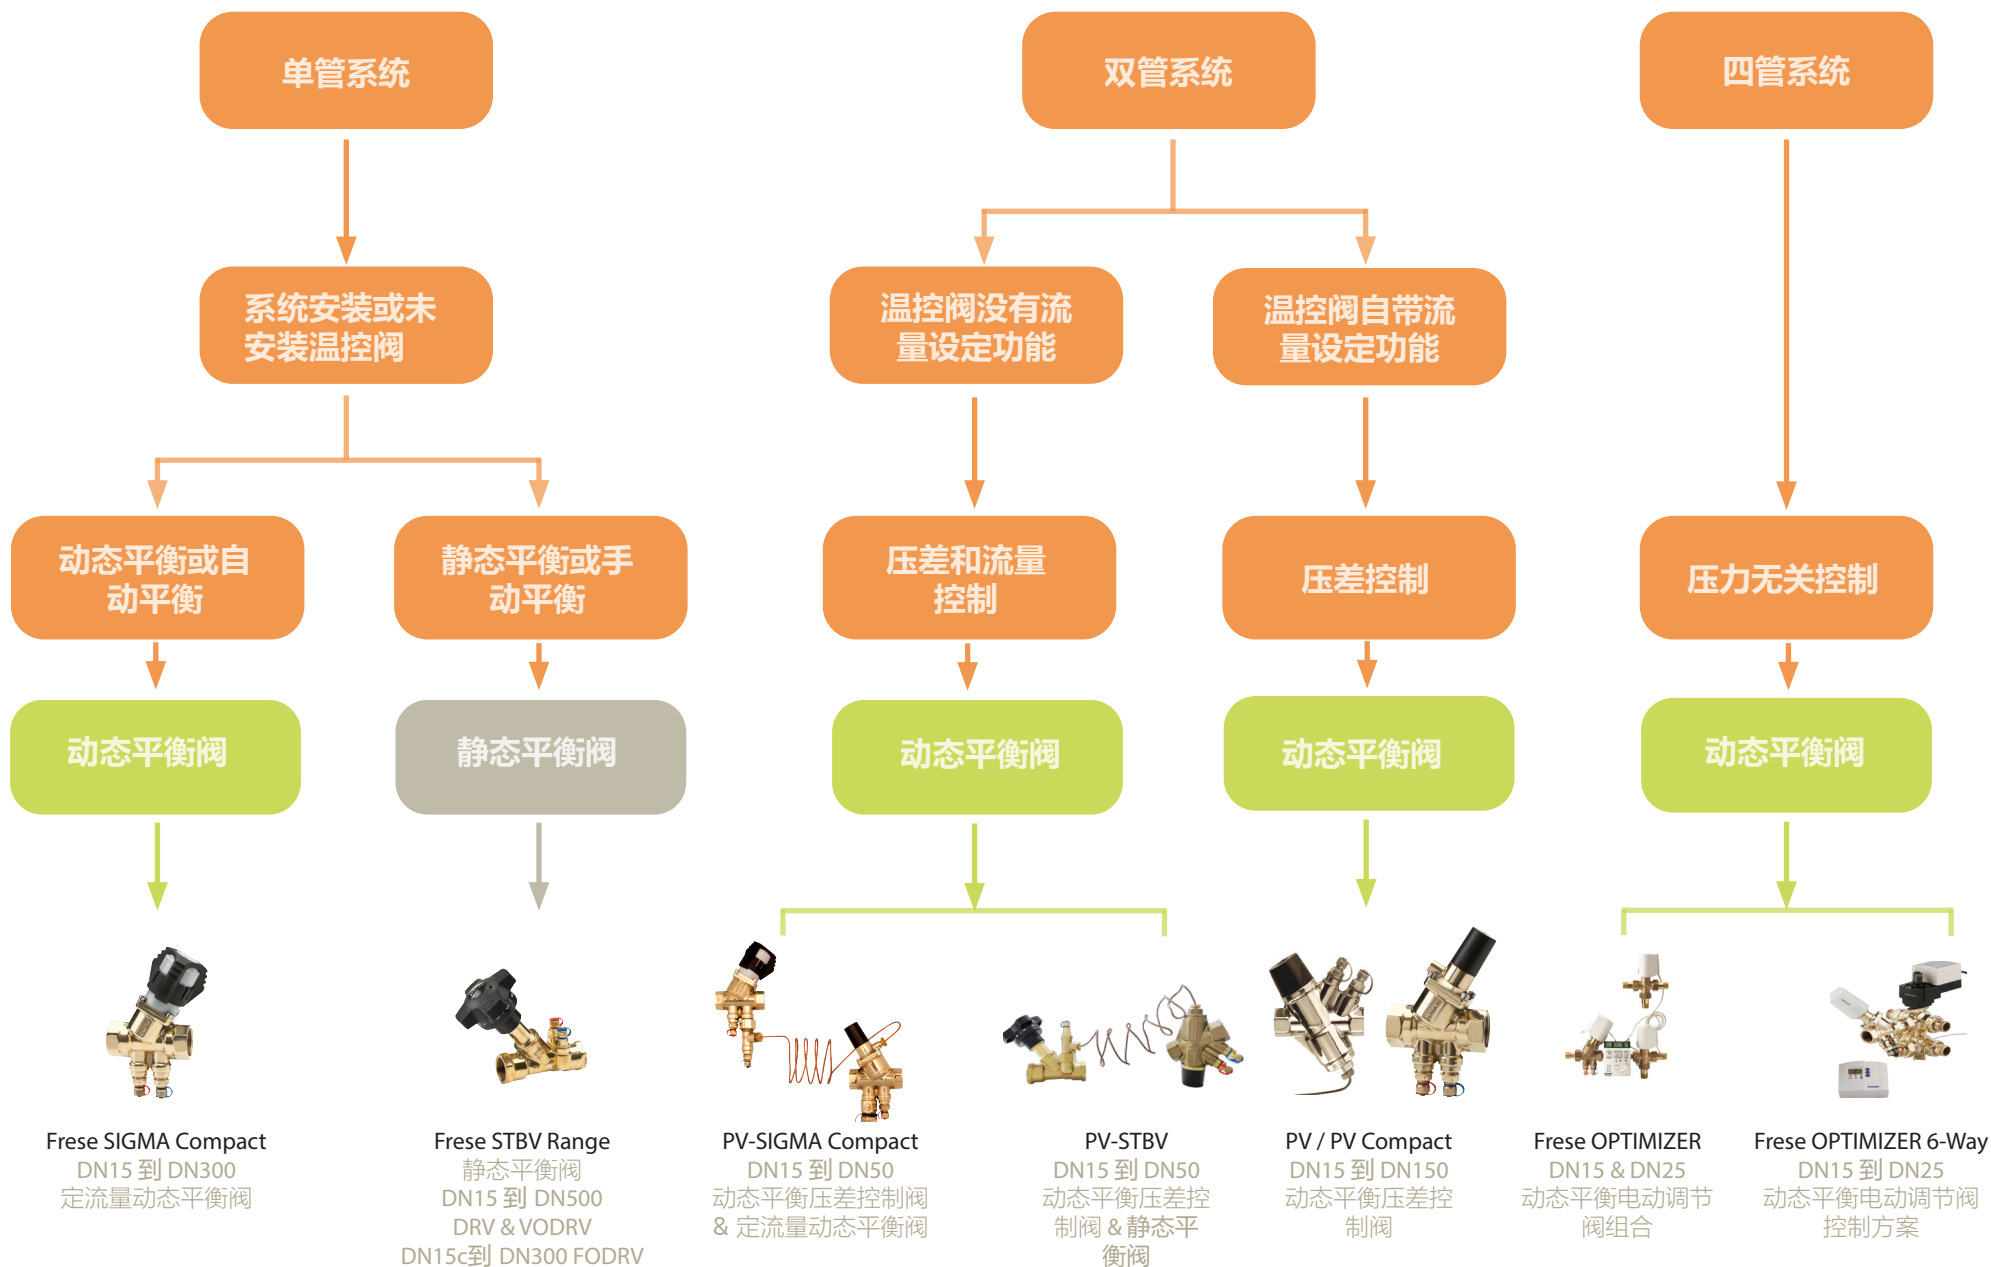 单管系统
双管系统
四管系统
系统安装或未
安装温控阀
温控阀没有流
量设定功能
温控阀自带流
量设定功能
动态平衡或自
动平衡
静态平衡或手
动平衡
压差和流量
控制
压差控制
压力无关控制
动态平衡阀
静态平衡阀
动态平衡阀
动态平衡阀
动态平衡阀
Frese SIGMA Compact
DN15 到 DN300
定流量动态平衡阀
Frese STBV Range
静态平衡阀
DN15 到 DN500
DRV & VODRV
DN15c到 DN300 FODRV
PV-SIGMA Compact
DN15 到 DN50
动态平衡压差控制阀
& 定流量动态平衡阀
PV-STBV
DN15 到 DN50
动态平衡压差控
制阀 & 静态平
衡阀
PV / PV Compact
DN15 到 DN150
动态平衡压差控
制阀
Frese OPTIMIZER
DN15 & DN25
动态平衡电动调节
阀组合
Frese OPTIMIZER 6-Way
DN15 到 DN25
动态平衡电动调节阀
控制方案